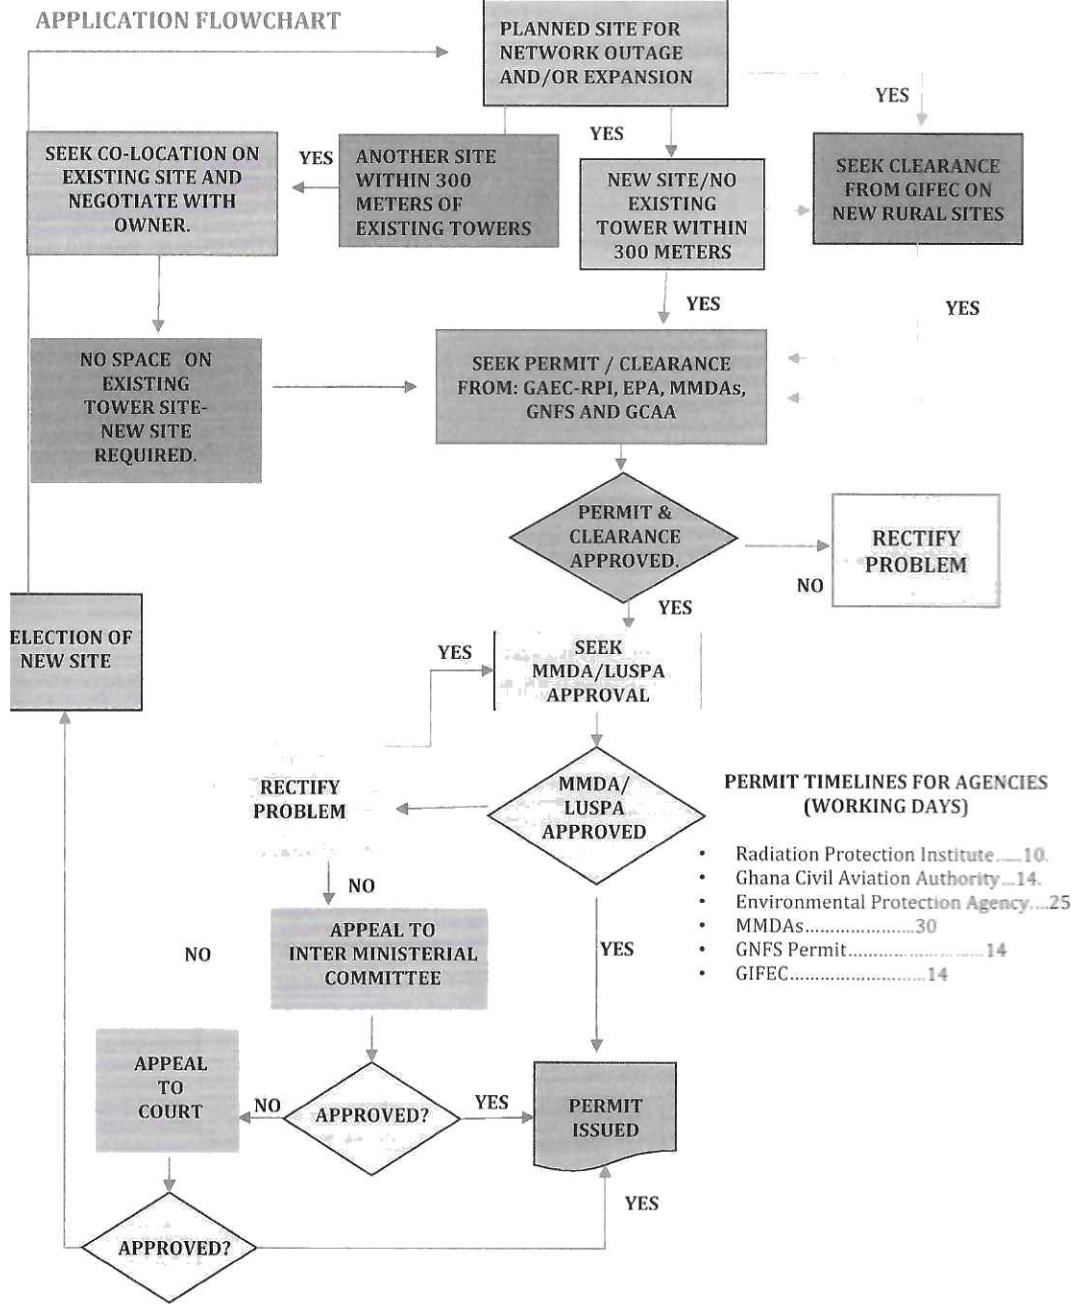 APPLICATION FLOWCHART
PLANNED SITE FOR
NETWORK OUTAGE
AND/OR EXPANSION
YES
YES
SEEK CO-LOCATION ON
EXISTING SITE AND
NEGOTIATE WITH
OWNER.
YES
ANOTHER SITE
WITHIN 300
METERS OF
EXISTING TOWERS
NEW SITE/NO
EXISTING
TOWER WITHIN
300 METERS
SEEK CLEARANCE
FROM GIFEC ON
NEW RURAL SITES
YES
YES
NO SPACE ON
EXISTING
TOWER SITE-
NEW SITE
REQUIRED.
SEEK PERMIT / CLEARANCE
FROM: GAEC-RPI, EPA, MMDAs,
GNFS AND GCAA
PERMIT &
CLEARANCE
APPROVED.
NO
RECTIFY
PROBLEM
YES
ELECTION OF
NEW SITE
YES
SEEK
MMDA/LUSPA
APPROVAL
RECTIFY
PROBLEM
MMDA/
LUSPA
APPROVED
PERMIT TIMELINES FOR AGENCIES
(WORKING DAYS)
• Radiation Protection Institute.....10.
• Ghana Civil Aviation Authority...14.
• Environmental Protection Agency....25
• MMDAs.....................30
• GNFS Permit..........................14
• GIFEC..........................14
NO
APPEAL TO
INTER MINISTERIAL
COMMITTEE
NO
YES
APPEAL
TO
COURT
NO
APPROVED?
YES
PERMIT
ISSUED
YES
APPROVED?